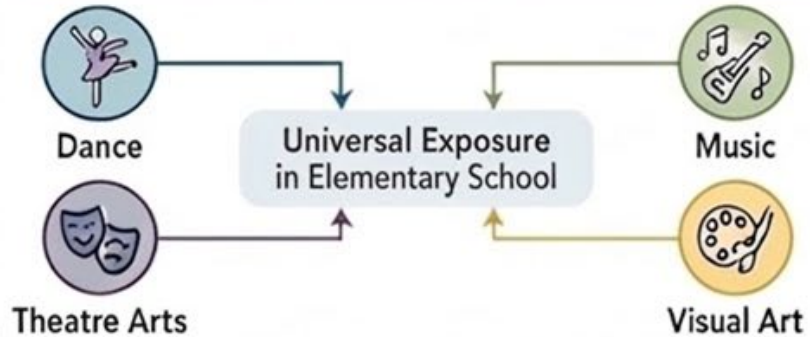 Dance
Universal Exposure
in Elementary School
Music
Theatre Arts
Visual Art